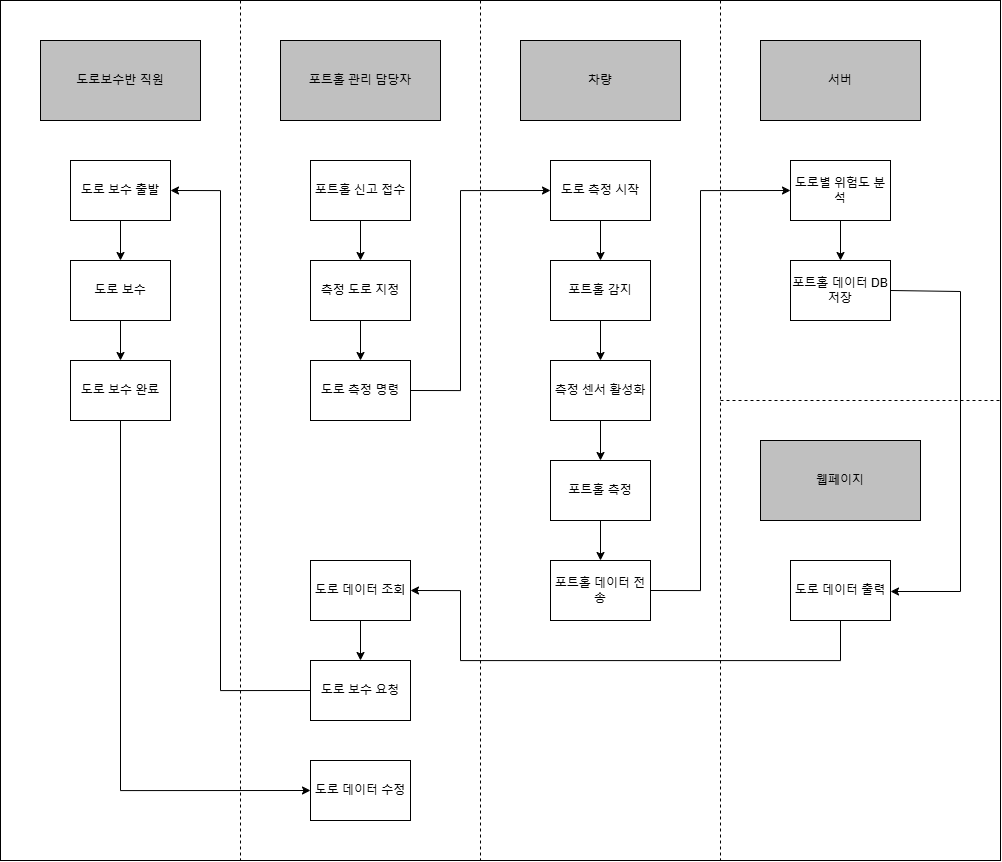 도로보수반 직원
포트홀 관리 담당자
차량
서버
도로 보수 출발
포트홀 신고 접수
도로 측정 시작
도로별 위험도 분
석
도로 보수
측정 도로 지정
포트홀 감지
포트홀 데이터 DB
저장
도로 보수 완료
도로 측정 명령
측정 센서 활성화
포트홀 측정
웹페이지
도로 데이터 조회
포트홀 데이터 전
송
도로 데이터 출력
도로 보수 요청
도로 데이터 수정